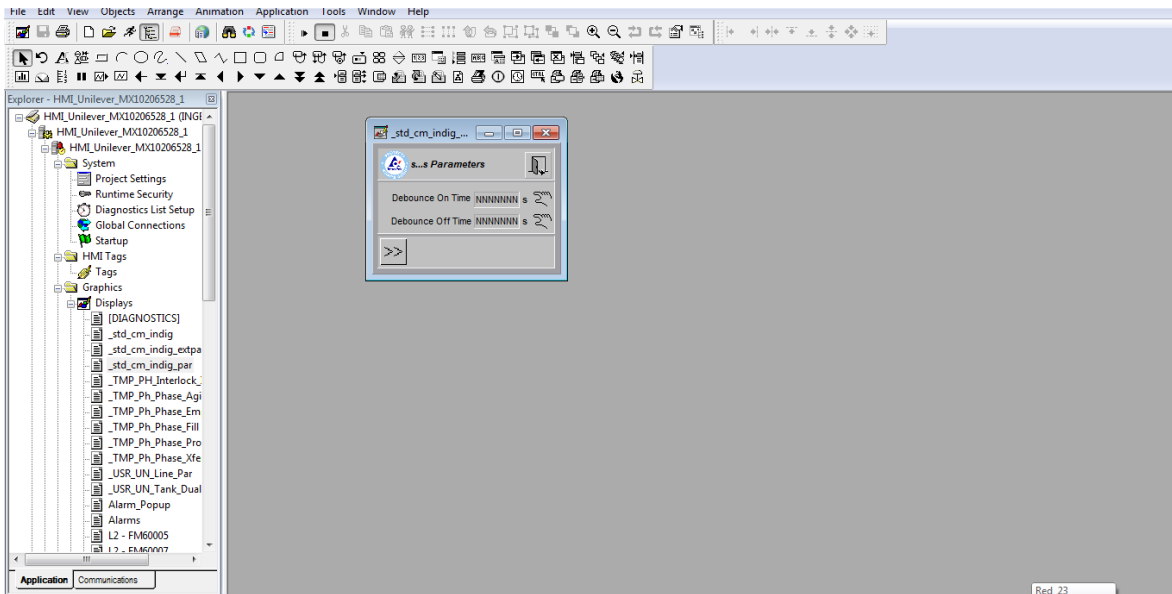 File Edit View Objects Arrange Animation Application Tools Window Help
Explorer - HMI_Unilever_MX10206528_1
HMI_Unilever_MX10206528_1 (INGE
HMI_Unilever_MX10206528_1
HMI_Unilever_MX10206528_1
System
Project Settings
Runtime Security
Diagnostics List Setup
Global Connections
Startup
HMI Tags
Tags
Graphics
Displays
[DIAGNOSTICS]
_std_cm_indig
_std_cm_indig_extpa
_std_cm_indig_par
_TMP_PH_Interlock_
_TMP_Ph_Phase_Agi
_TMP_Ph_Phase_Em
_TMP_Ph_Phase_Fill
_TMP_Ph_Phase_Pro
_TMP_Ph_Phase_Xfe
_USR_UN_Line_Par
_USR_UN_Tank_Dual
Alarm_Popup
Alarms
L2 - FM60005
L2 - FM60007
Application Communications
_std_cm_indig_...
s...s Parameters
Debounce On Time NNNNNNN s
Debounce Off Time NNNNNNN s
>>
Red_23